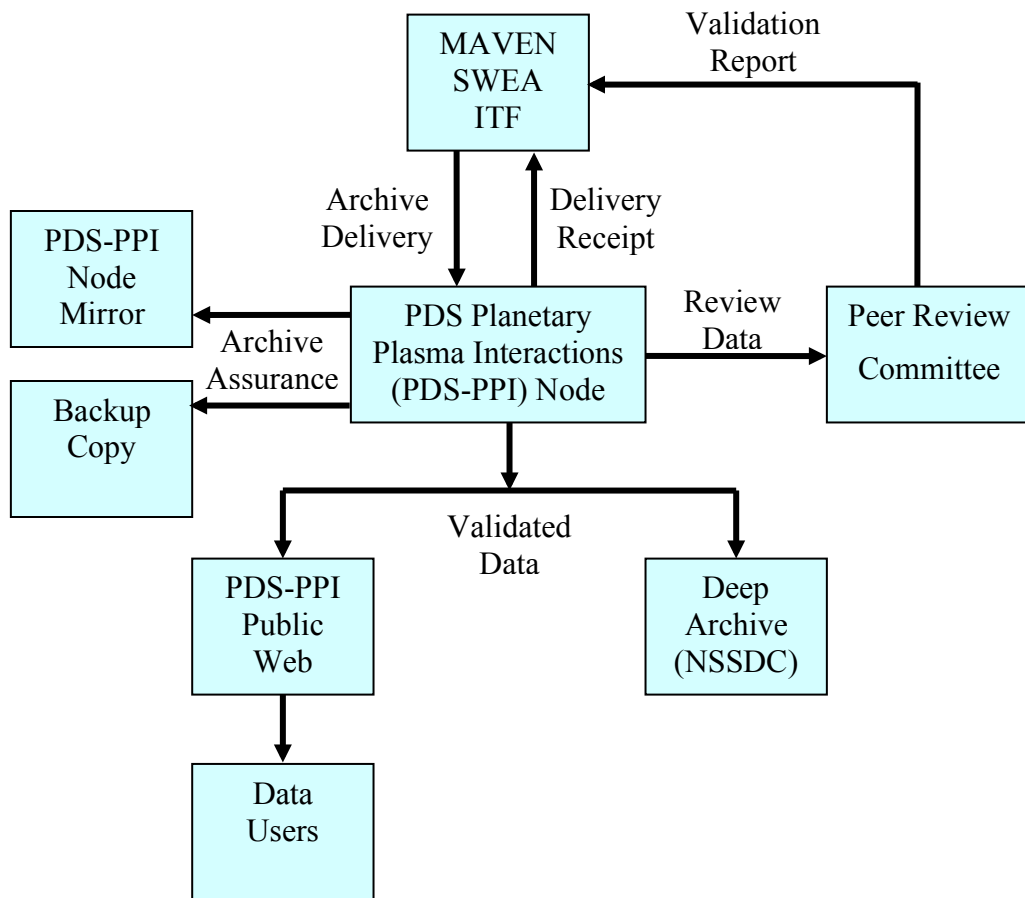 MAVEN
SWEA
ITF
Validation
Report
Archive
Delivery
Delivery
Receipt
PDS-PPI
Node
Mirror
PDS Planetary
Plasma Interactions
(PDS-PPI) Node
Review
Data
Peer Review
Committee
Archive
Assurance
Backup
Copy
Validated
Data
PDS-PPI
Public
Web
Deep
Archive
(NSSDC)
Data
Users